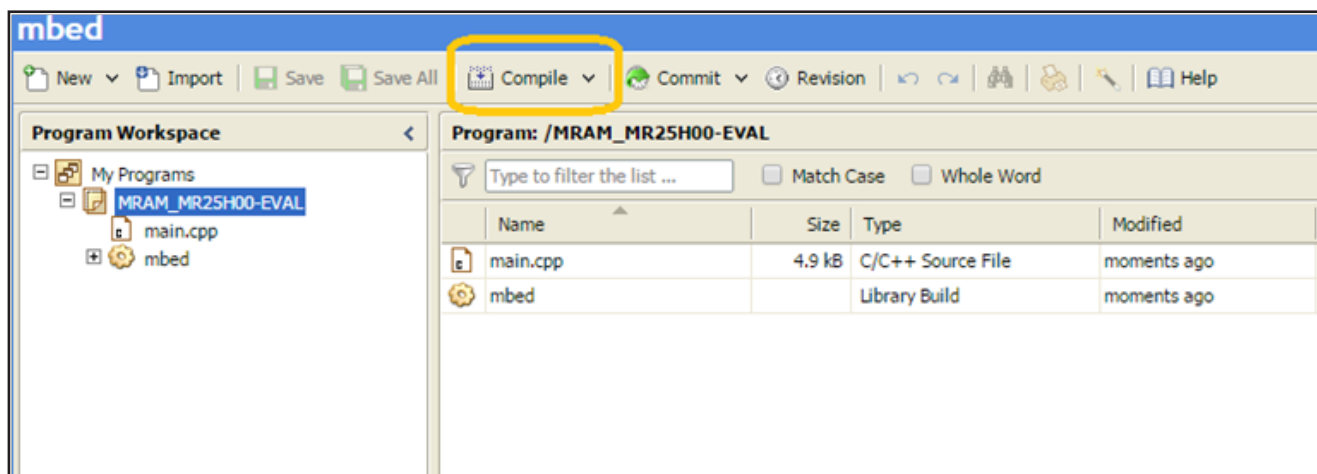 mbed
New Import Save Save All Compile Commit Revision Help
Program Workspace
My Programs
MRAM_MR25H00-EVAL
main.cpp
mbed
Program: /MRAM_MR25H00-EVAL
Type to filter the list ... Match Case Whole Word
Name Size Type Modified
main.cpp 4.9 kB C/C++ Source File moments ago
mbed Library Build moments ago